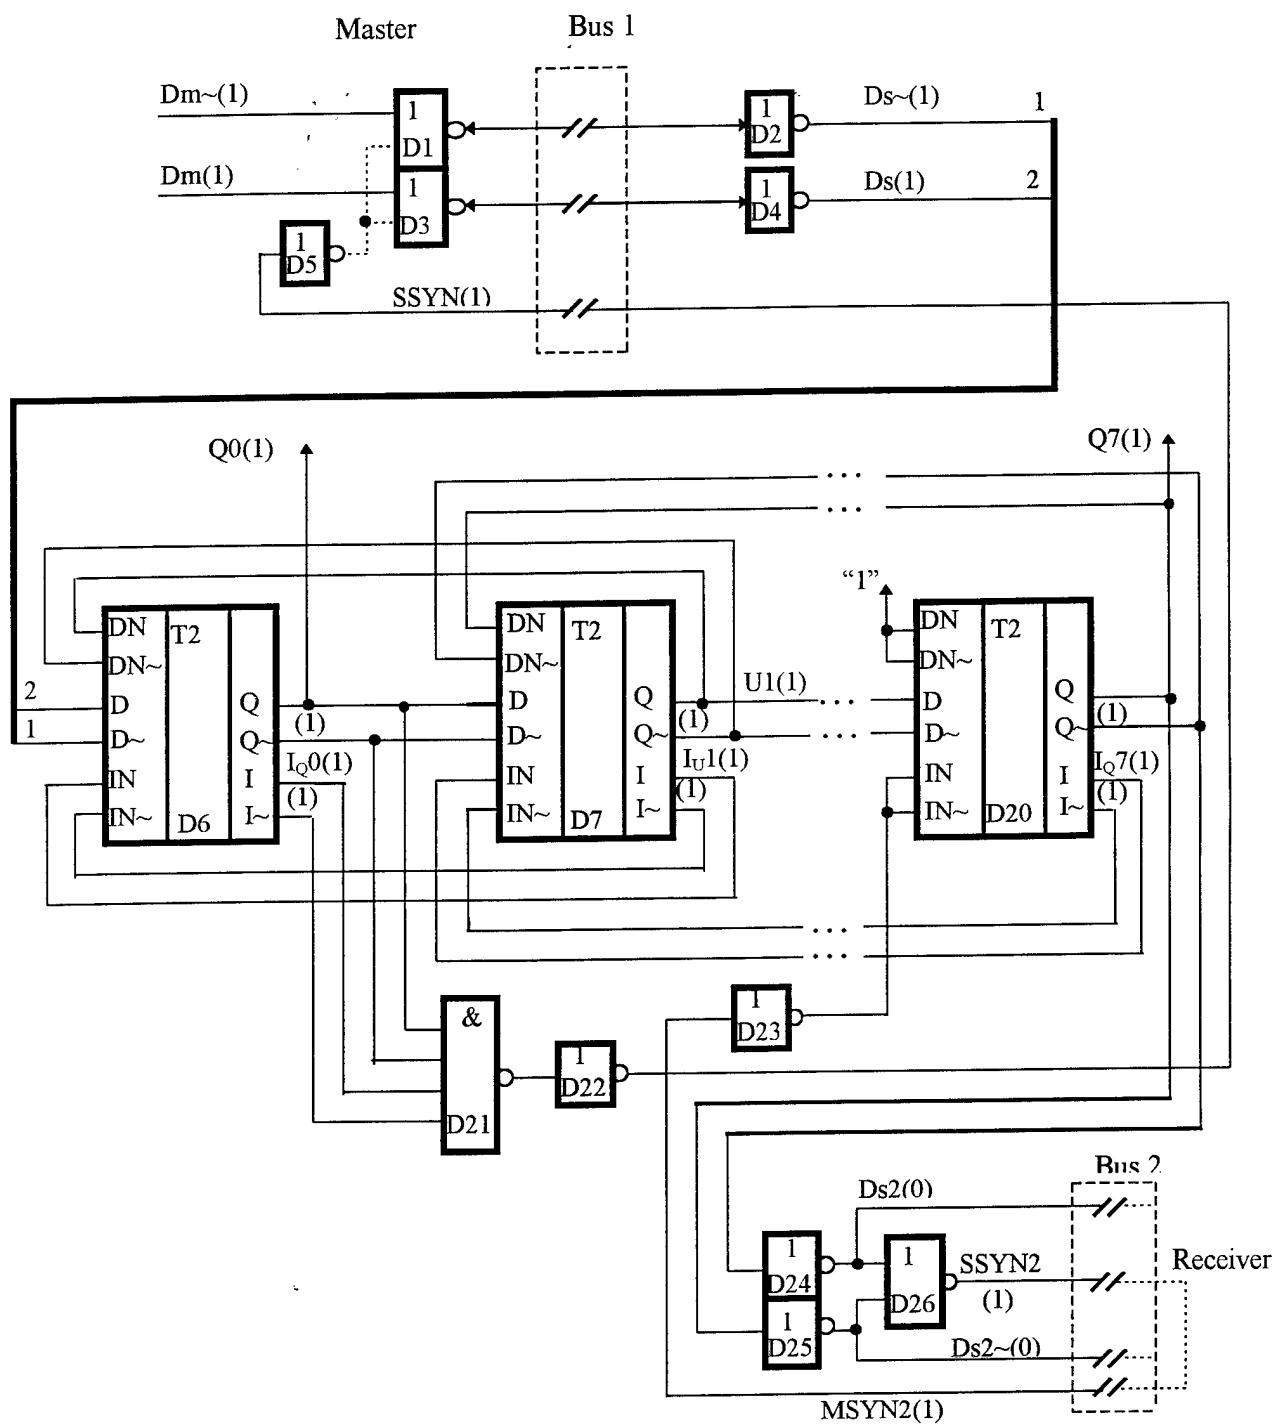 Master
Bus 1
Dm~(1)
1
D1
1
D2
Ds~(1)
1
Dm(1)
1
D3
1
D4
Ds(1)
2
1
D5
SSYN(1)
Q0(1)
Q7(1)
...
...
"1"
DN
DN~
D
D~
IN
IN~
T2
D6
Q
Q~
I
I~
2
1
(1)
IQ0(1)
(1)
DN
DN~
D
D~
IN
IN~
T2
D7
Q
Q~
I
I~
U1(1)
(1)
IU1(1)
(1)
...
...
DN
DN~
D
D~
IN
IN~
T2
D20
Q
Q~
I
I~
(1)
IQ7(1)
(1)
...
...
&
D21
1
D22
1
D23
Bus 2
Ds2(0)
1
D24
1
D25
1
D26
SSYN2
(1)
Receiver
Ds2~(0)
MSYN2(1)